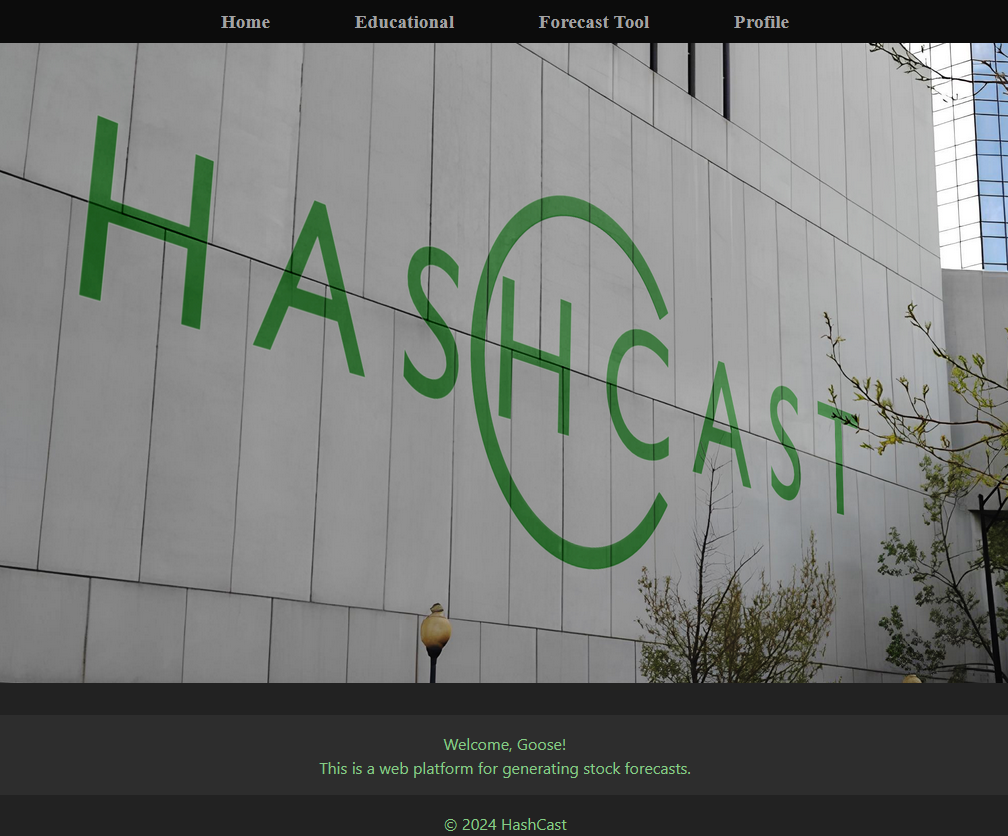 Home Educational Forecast Tool Profile
HASHCAST
Welcome, Goose!
This is a web platform for generating stock forecasts.
© 2024 HashCast